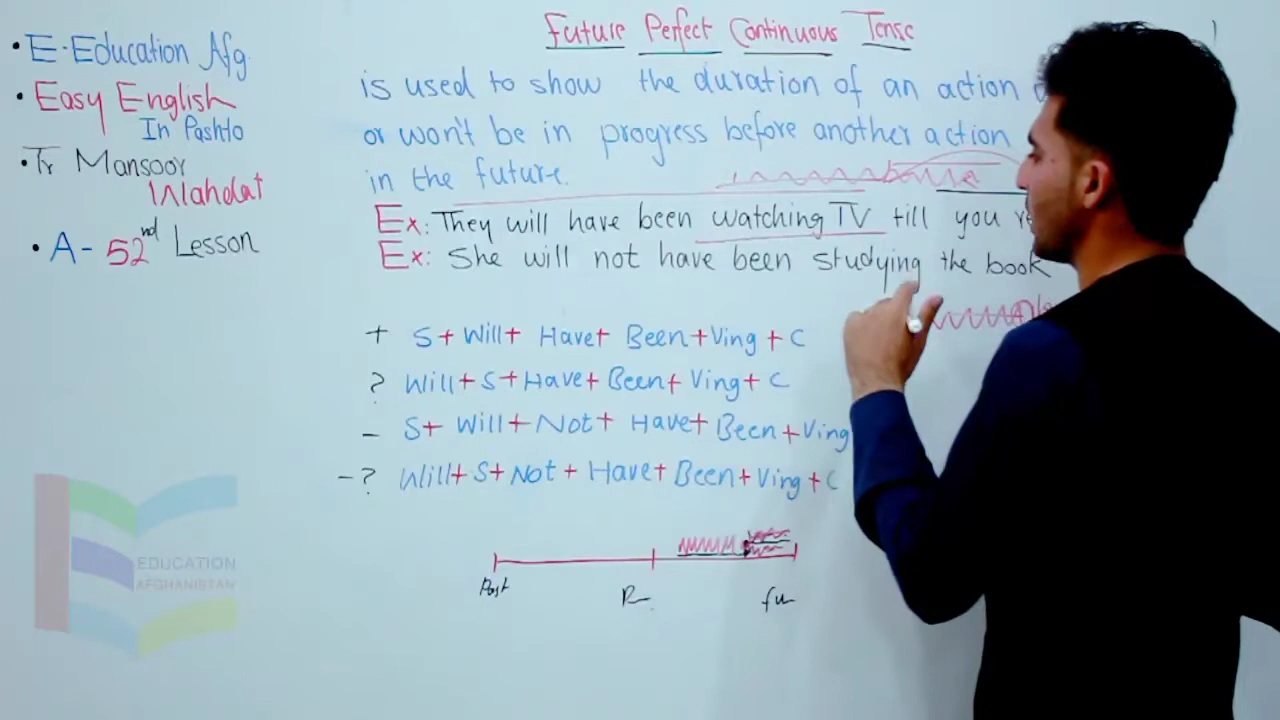 • E-Education Afg.
• Easy English
In Pashto
• Tr Mansoor
Wahdat
• A- 52nd Lesson
Future Perfect Continuous Tense
is used to show the duration of an action
or won't be in progress before another action
in the future.
Ex: They will have been watching TV till you
Ex: She will not have been studying the book
+ S+ Will+ Have+ Been+Ving+C
? Will+S+Have+Been+Ving+C
- S+ Will+Not+ Have+Been+Ving
-? Will+S+Not+Have+Been+Ving+C
Past P fu
EDUCATION
AFGHANISTAN